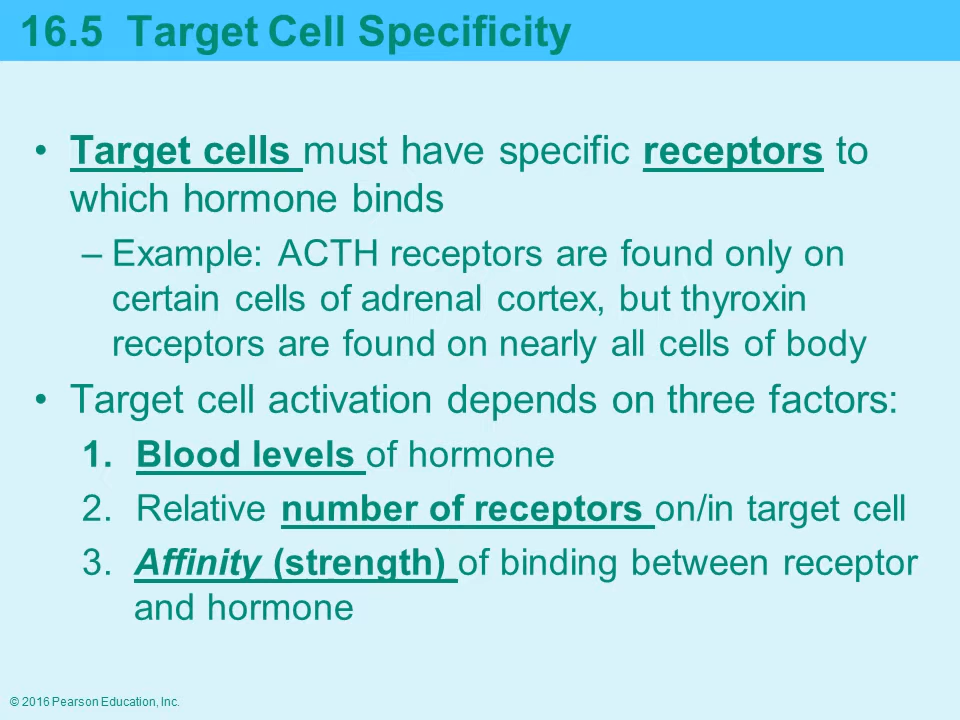 16.5 Target Cell Specificity
• Target cells must have specific receptors to
which hormone binds
– Example: ACTH receptors are found only on
certain cells of adrenal cortex, but thyroxin
receptors are found on nearly all cells of body
• Target cell activation depends on three factors:
1. Blood levels of hormone
2. Relative number of receptors on/in target cell
3. Affinity (strength) of binding between receptor
and hormone
© 2016 Pearson Education, Inc.